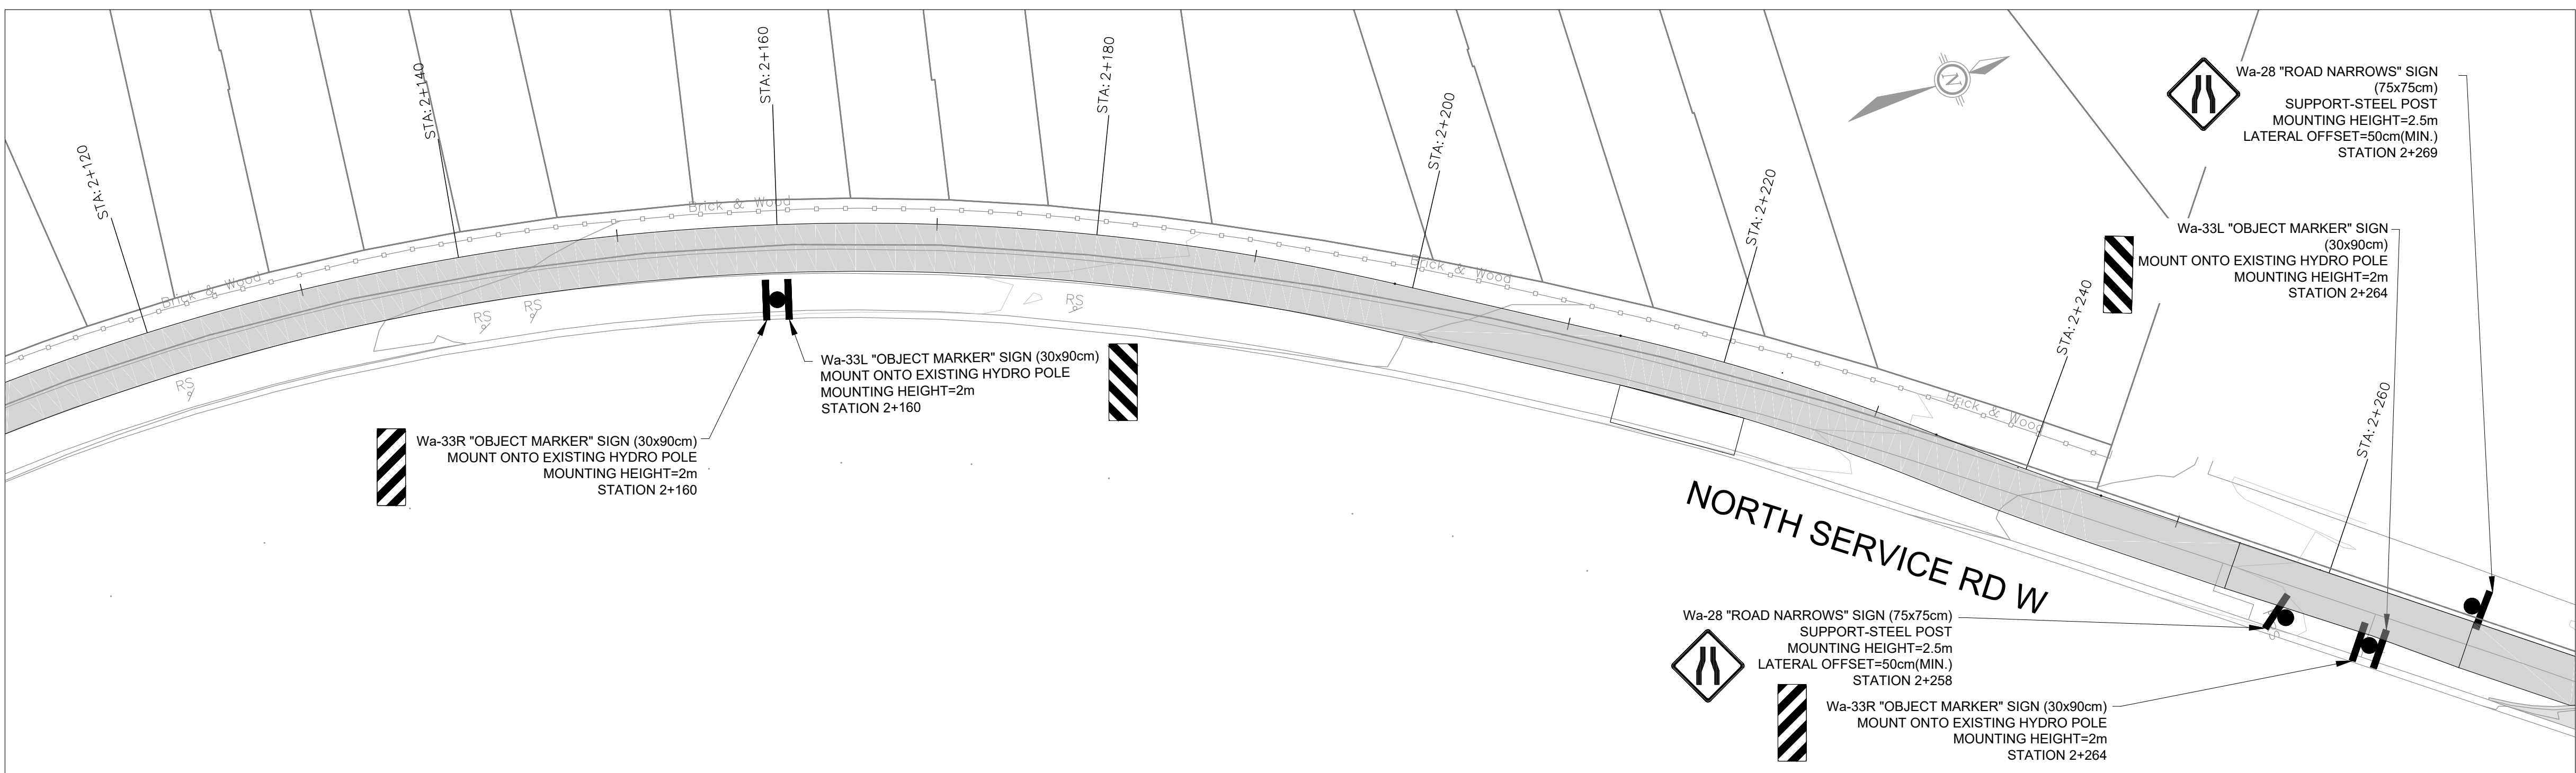 STA: 2+120
STA: 2+140
STA: 2+160
STA: 2+180
STA: 2+200
STA: 2+220
STA: 2+240
STA: 2+260
N
Brick & Wood
Brick & Wood
Brick & Wood
Brick & Wood
RS
RS
RS
RS
Wa-28 "ROAD NARROWS" SIGN
(75x75cm)
SUPPORT-STEEL POST
MOUNTING HEIGHT=2.5m
LATERAL OFFSET=50cm(MIN.)
STATION 2+269
Wa-33L "OBJECT MARKER" SIGN
(30x90cm)
MOUNT ONTO EXISTING HYDRO POLE
MOUNTING HEIGHT=2m
STATION 2+264
Wa-33L "OBJECT MARKER" SIGN (30x90cm)
MOUNT ONTO EXISTING HYDRO POLE
MOUNTING HEIGHT=2m
STATION 2+160
Wa-33R "OBJECT MARKER" SIGN (30x90cm)
MOUNT ONTO EXISTING HYDRO POLE
MOUNTING HEIGHT=2m
STATION 2+160
NORTH SERVICE RD W
Wa-28 "ROAD NARROWS" SIGN (75x75cm)
SUPPORT-STEEL POST
MOUNTING HEIGHT=2.5m
LATERAL OFFSET=50cm(MIN.)
STATION 2+258
Wa-33R "OBJECT MARKER" SIGN (30x90cm)
MOUNT ONTO EXISTING HYDRO POLE
MOUNTING HEIGHT=2m
STATION 2+264